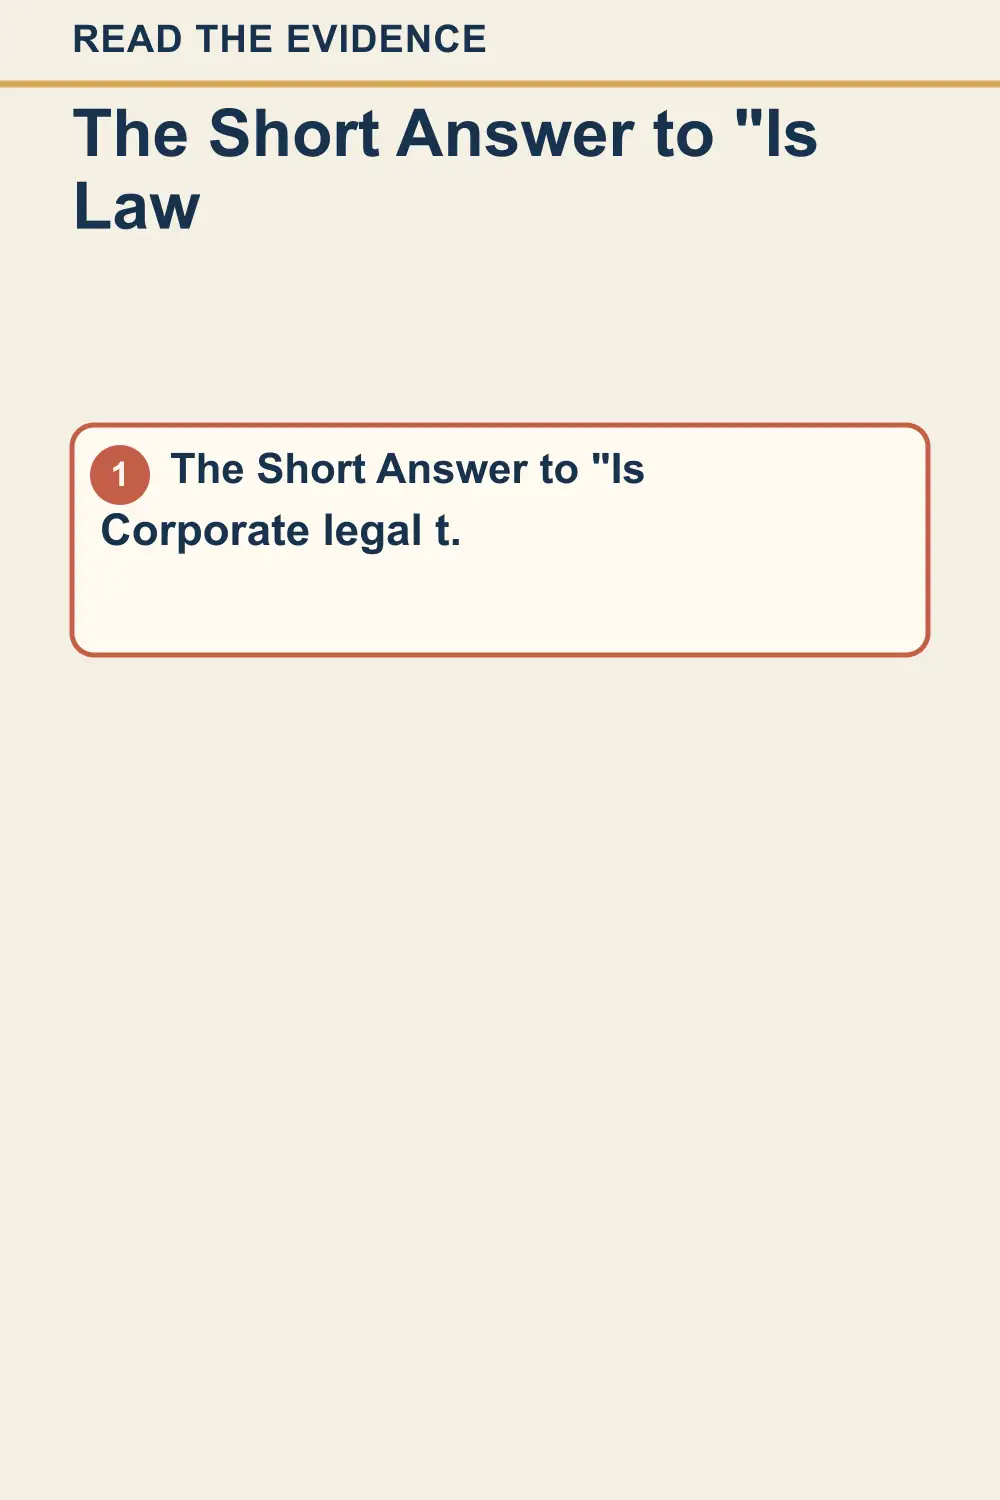 READ THE EVIDENCE
The Short Answer to "Is
Law
1 The Short Answer to "Is
Corporate legal t.